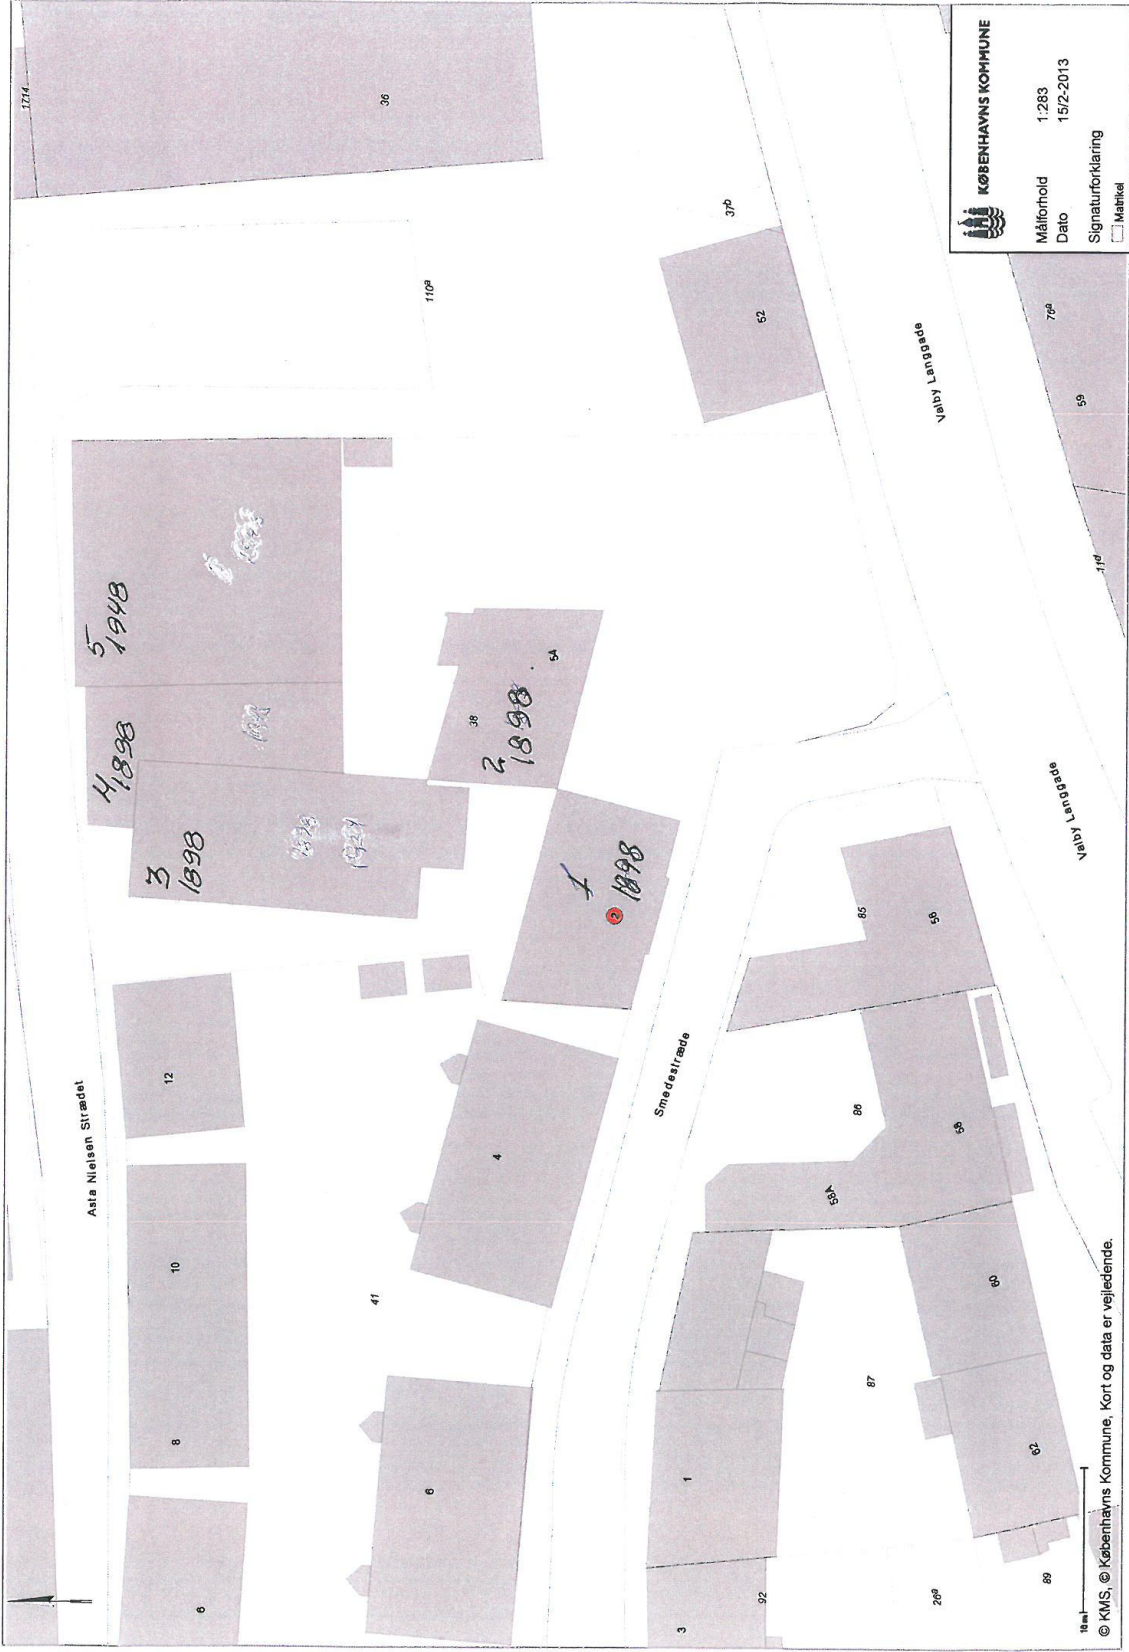 1714
36
Asta Nielsen Strædet
5
1948
4
1898
3
1898
110a
37b
52
38
54
2
1898
1
1898
2
12
10
8
6
41
4
6
Smedestræde
Valby Langgade
Valby Langgade
76a
59
11d
85
56
86
58
58A
60
87
62
1
3
92
26a
89
10m
KØBENHAVNS KOMMUNE
Målforhold 1:283
Dato 15/2-2013
Signaturforklaring
Matrikel
© KMS, © Københavns Kommune, Kort og data er vejledende.